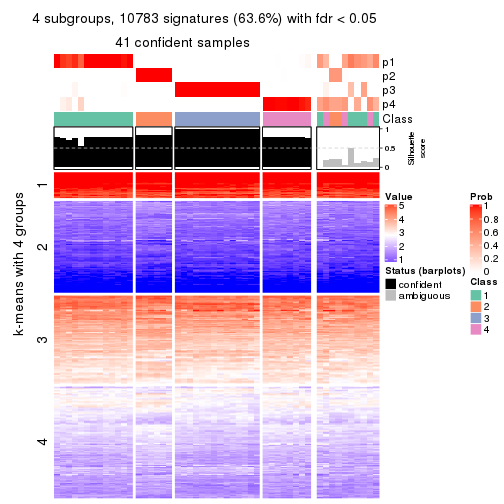 4 subgroups, 10783 signatures (63.6%) with fdr < 0.05
41 confident samples
p1
p2
p3
p4
Class
1
0.5
0
Silhouette
score
k-means with 4 groups
1
2
3
4
Value
5
4
3
2
1
Status (barplots)
confident
ambiguous
Prob
1
0.8
0.6
0.4
0.2
0
Class
1
2
3
4